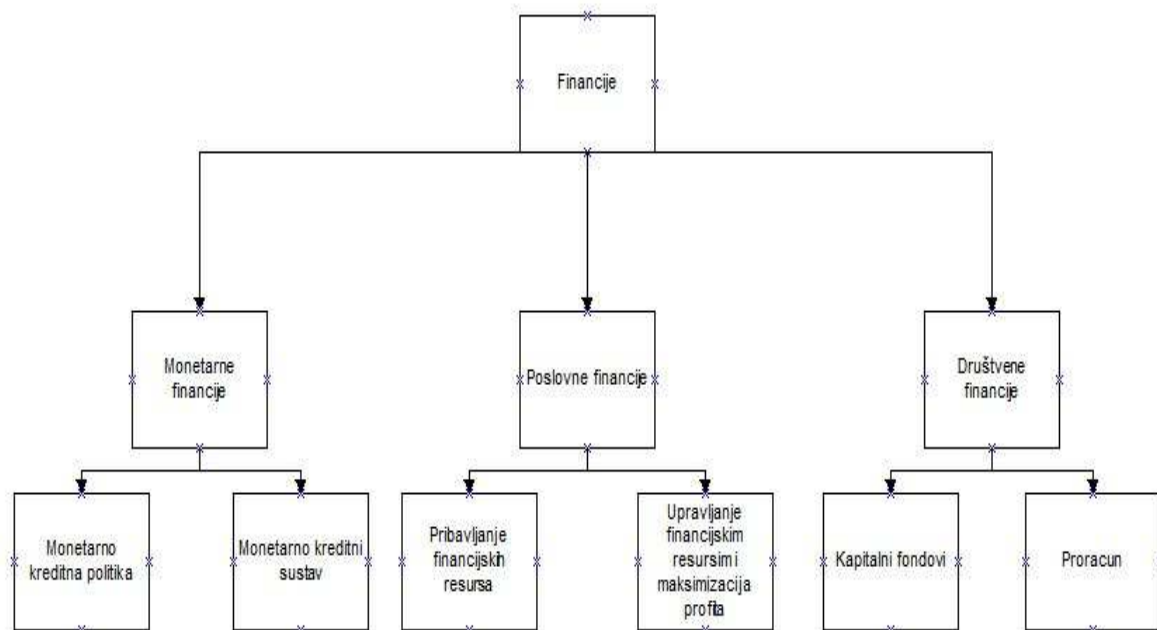 Financije
Monetarne
financije
Poslovne financije
Društvene
financije
Monetarno
kreditna politika
Monetarno kreditni
sustav
Pribavljanje
financijskih
resursa
Upravljanje
financijskim
resursim i
maksimizacija
profita
Kapitalni fondovi
Proracun